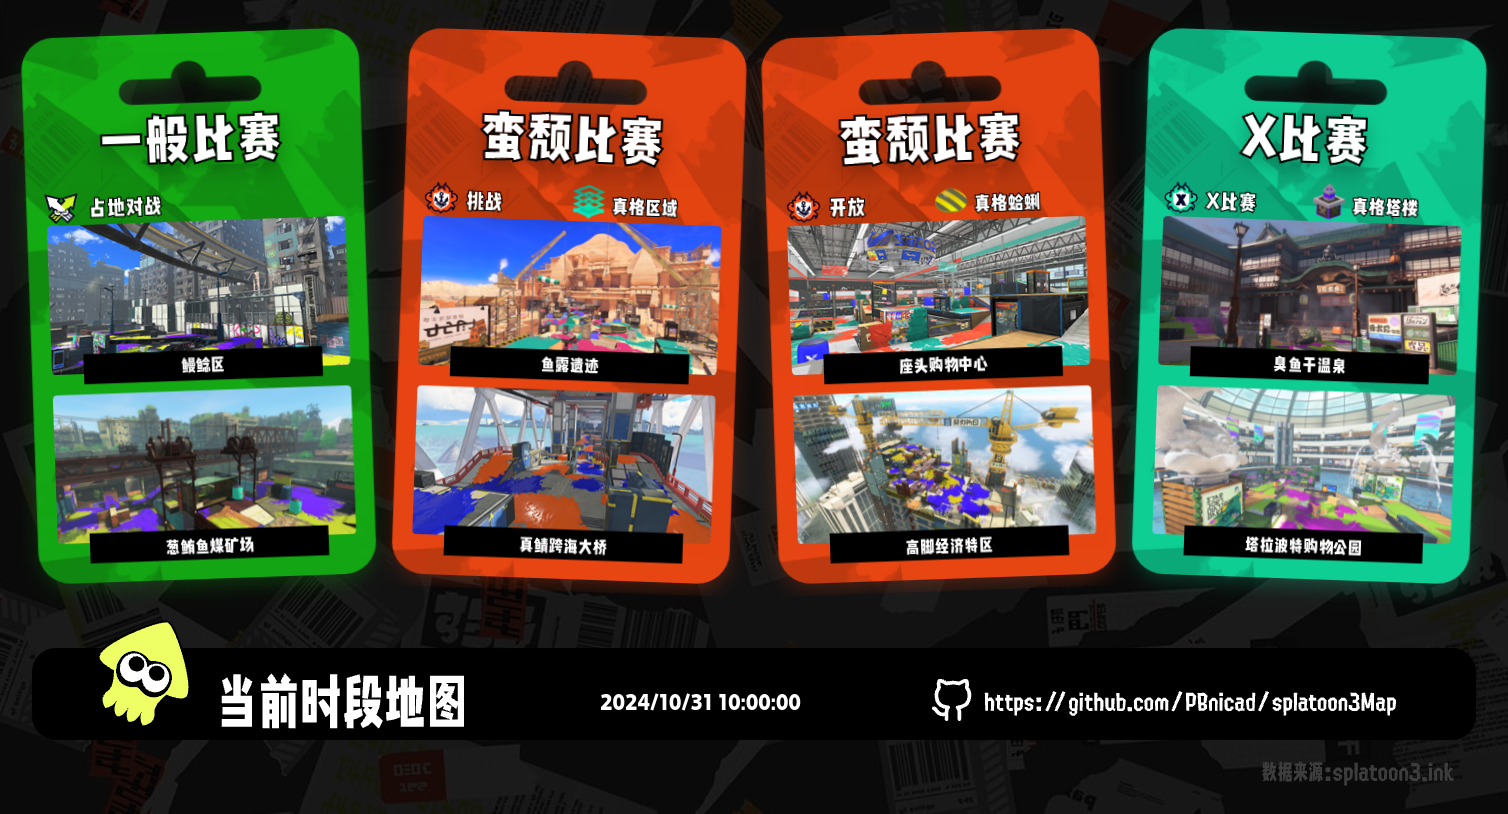 一般比赛
占地对战
鳗鲶区
葱鲔鱼煤矿场
蛮颓比赛
挑战
真格区域
鱼露遗迹
真鲭跨海大桥
蛮颓比赛
开放
真格蛤蜊
座头购物中心
高脚经济特区
X比赛
X比赛
真格塔楼
臭鱼干温泉
塔拉波特购物公园
当前时段地图
2024/10/31 10:00:00
https://github.com/PBnicad/splatoon3Map
数据来源:splatoon3.ink